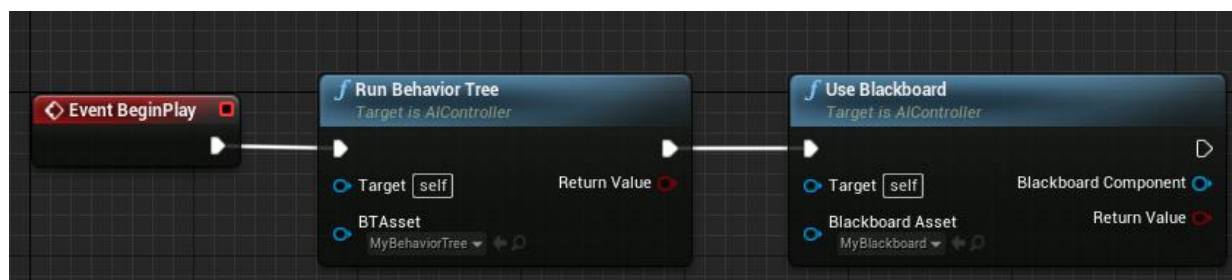 Event BeginPlay
f Run Behavior Tree
Target is AIController
Target self
Return Value
BTAsset
MyBehaviorTree
f Use Blackboard
Target is AIController
Target self
Blackboard Component
Blackboard Asset
Return Value
MyBlackboard